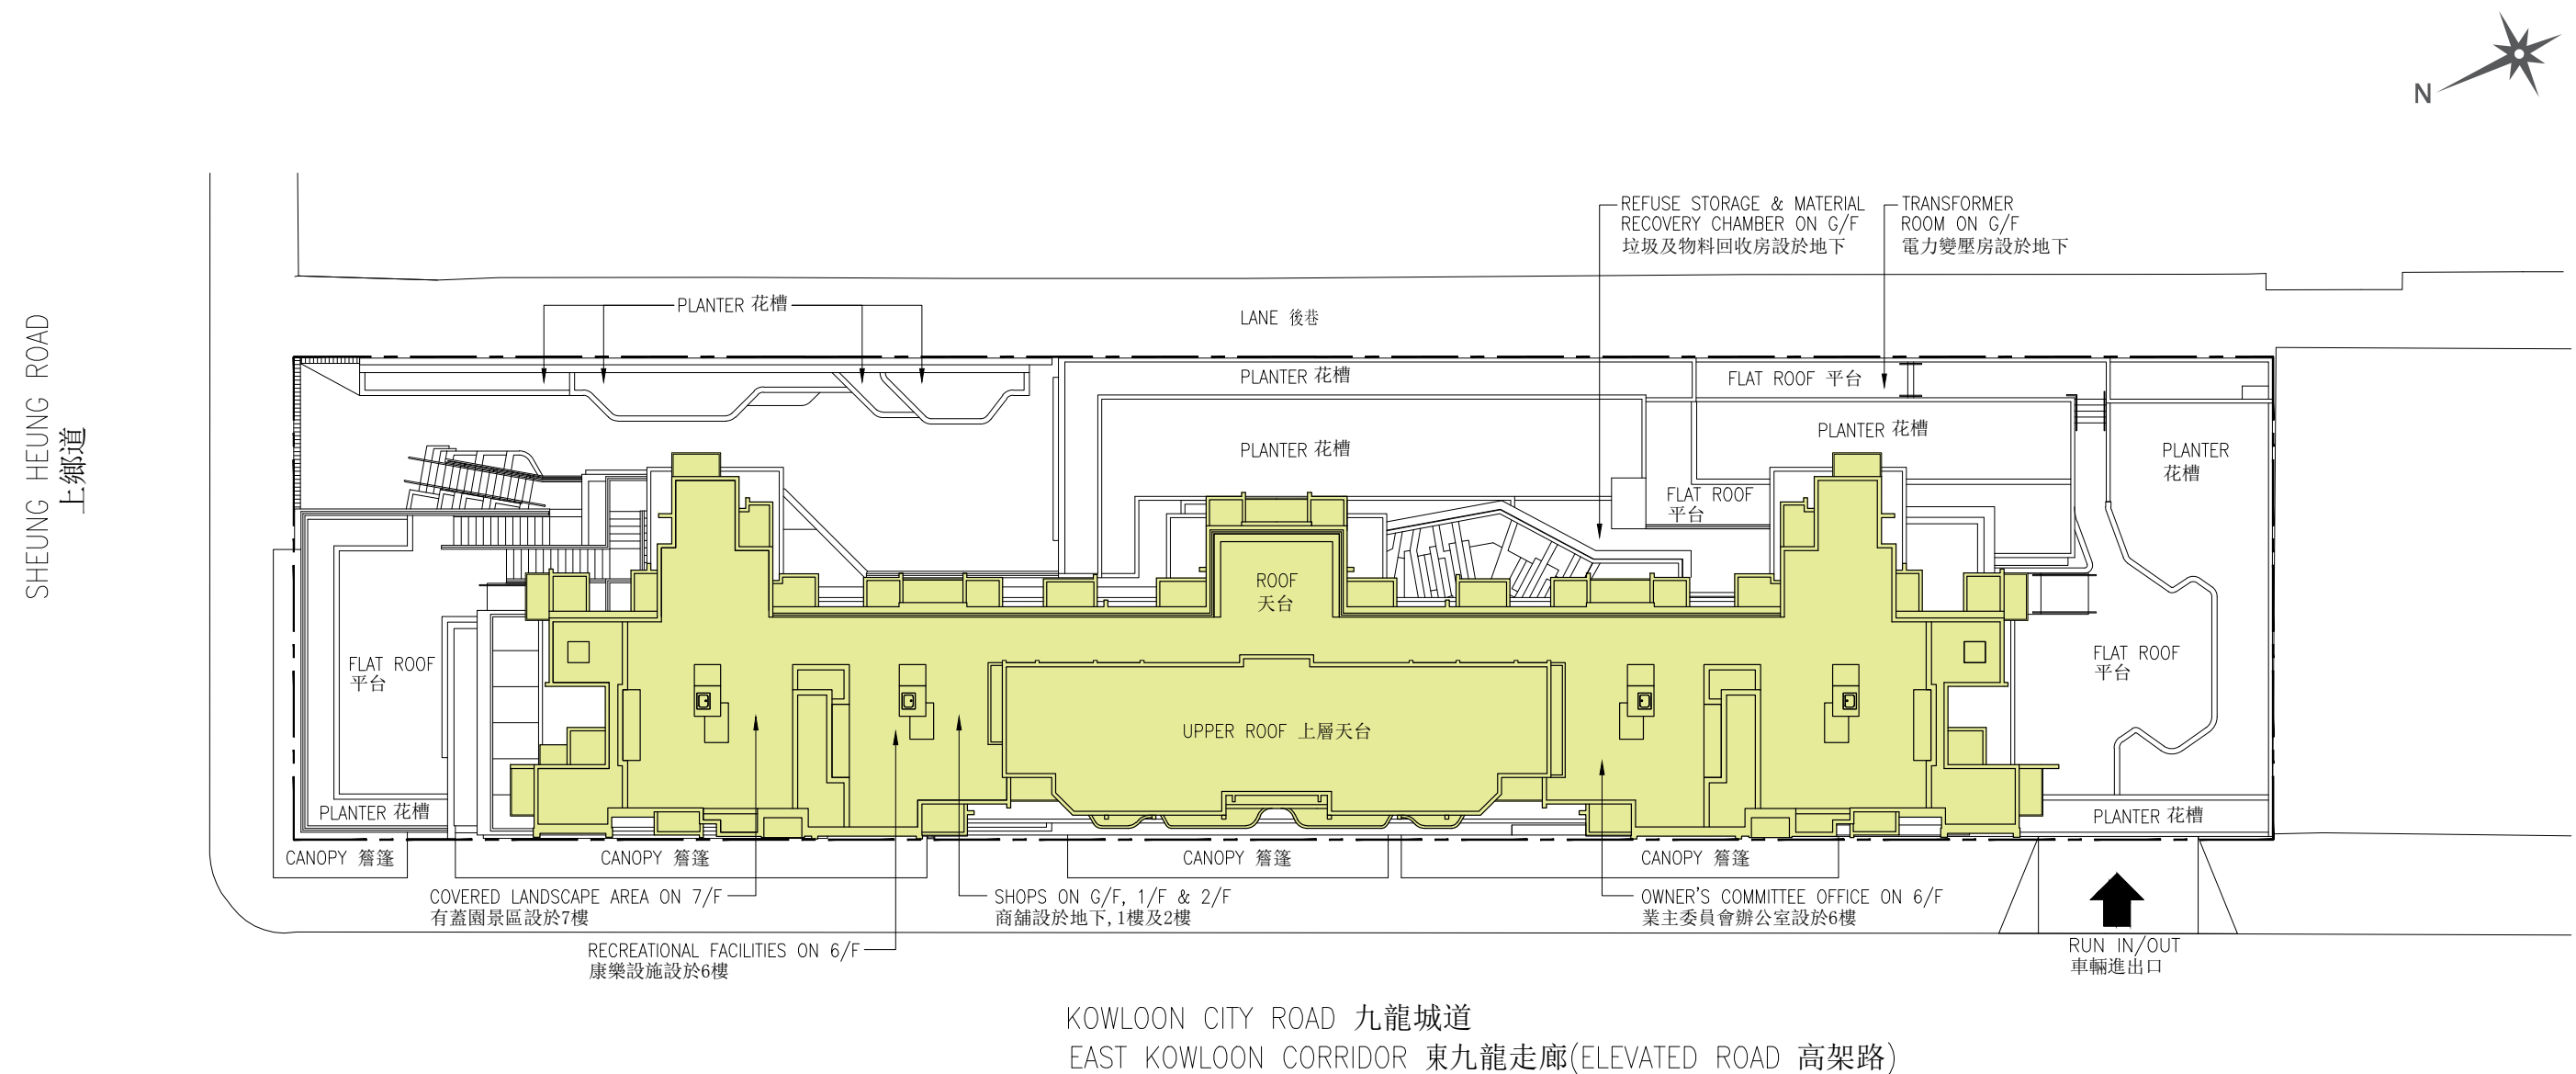 N
REFUSE STORAGE & MATERIAL
RECOVERY CHAMBER ON G/F
垃圾及物料回收房設於地下
TRANSFORMER
ROOM ON G/F
電力變壓房設於地下
PLANTER 花槽
LANE 後巷
SHEUNG HEUNG ROAD
上鄉道
PLANTER 花槽
FLAT ROOF 平台
PLANTER 花槽
PLANTER 花槽
PLANTER
花槽
FLAT ROOF
平台
ROOF
天台
FLAT ROOF
平台
FLAT ROOF
平台
UPPER ROOF 上層天台
PLANTER 花槽
PLANTER 花槽
CANOPY 簷篷
CANOPY 簷篷
CANOPY 簷篷
CANOPY 簷篷
COVERED LANDSCAPE AREA ON 7/F
有蓋園景區設於7樓
SHOPS ON G/F, 1/F & 2/F
商舖設於地下, 1樓及2樓
OWNER'S COMMITTEE OFFICE ON 6/F
業主委員會辦公室設於6樓
RECREATIONAL FACILITIES ON 6/F
康樂設施設於6樓
RUN IN/OUT
車輛進出口
KOWLOON CITY ROAD 九龍城道
EAST KOWLOON CORRIDOR 東九龍走廊(ELEVATED ROAD 高架路)